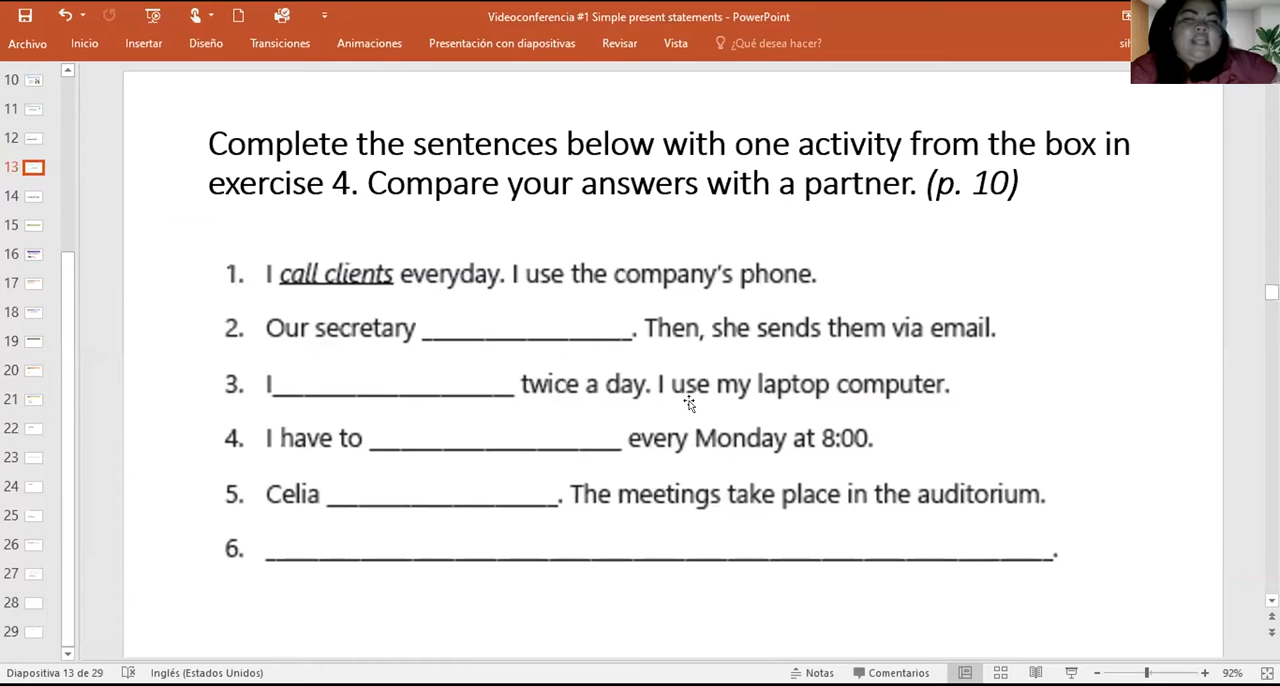 Videoconferencia #1 Simple present statements - PowerPoint
Archivo Inicio Insertar Diseño Transiciones Animaciones Presentación con diapositivas Revisar Vista ¿Qué desea hacer?
10
11
12
13
14
15
16
17
18
19
20
21
22
23
24
25
26
27
28
29
Complete the sentences below with one activity from the box in
exercise 4. Compare your answers with a partner. (p. 10)
1. I call clients everyday. I use the company's phone.
2. Our secretary ________________. Then, she sends them via email.
3. I__________________ twice a day. I use my laptop computer.
4. I have to ___________________ every Monday at 8:00.
5. Celia _________________. The meetings take place in the auditorium.
6. ____________________________________________________________.
Diapositiva 13 de 29 Inglés (Estados Unidos) Notas Comentarios 92%